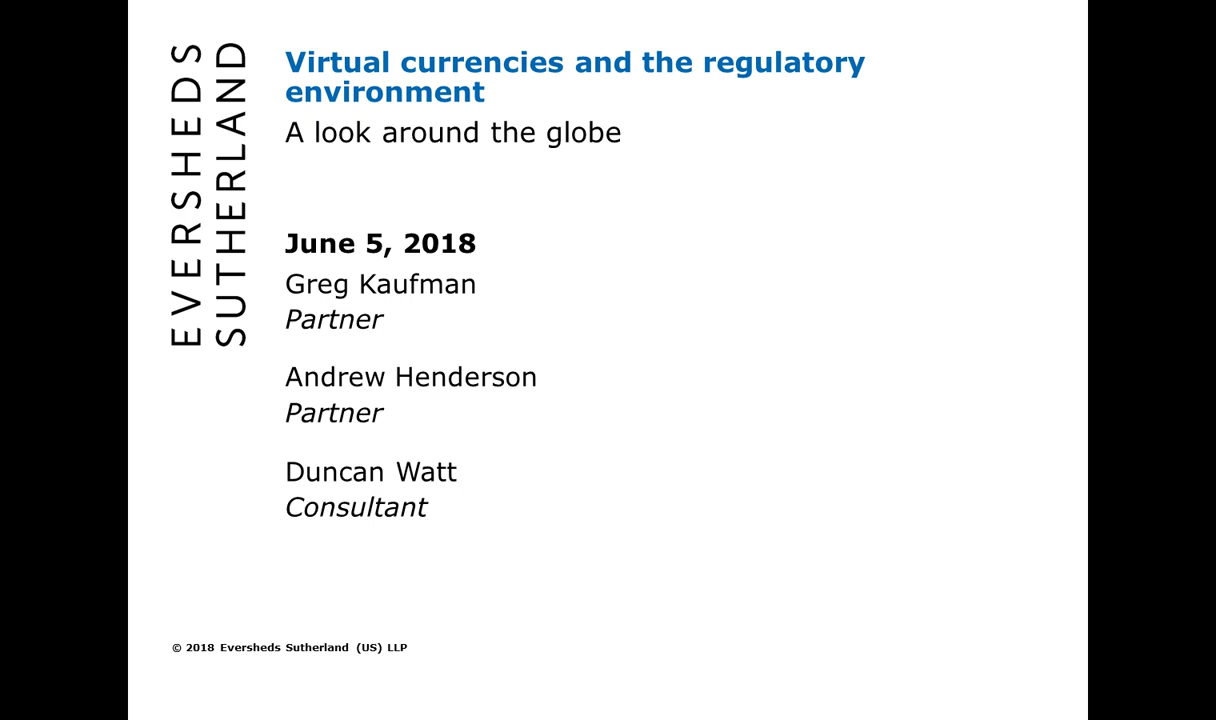 EVERSHEDS
SUTHERLAND
Virtual currencies and the regulatory
environment
A look around the globe
June 5, 2018
Greg Kaufman
Partner
Andrew Henderson
Partner
Duncan Watt
Consultant
© 2018 Eversheds Sutherland (US) LLP